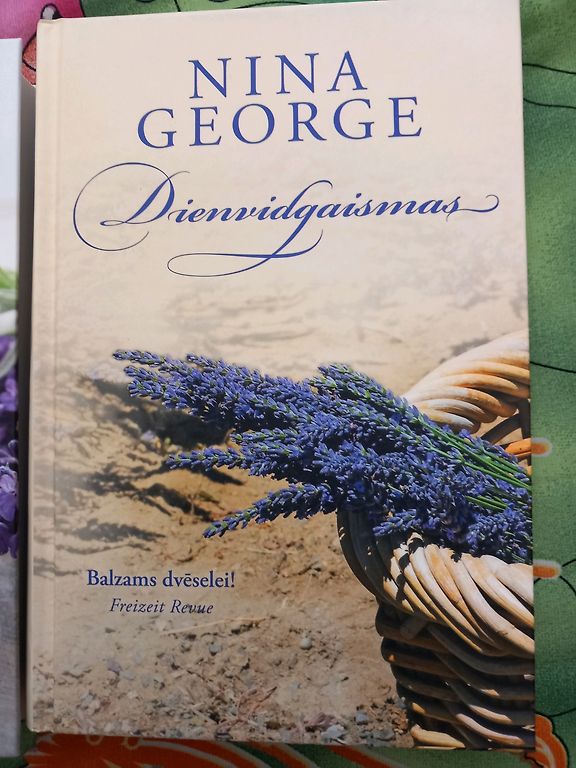 NINA
GEORGE
Dienvidgaismas
Balzams dvēselei!
Freizeit Revue